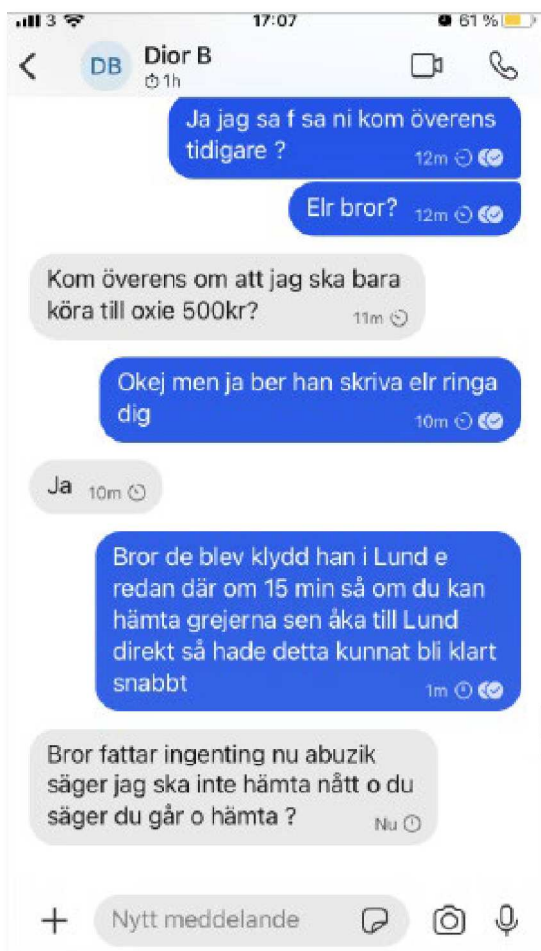 3 17:07 61 %
DB Dior B
1h
Ja jag sa f sa ni kom överens
tidigare ?
12m
Elr bror? 12m
Kom överens om att jag ska bara
köra till oxie 500kr?
11m
Okej men ja ber han skriva elr ringa
dig
10m
Ja 10m
Bror de blev klydd han i Lund e
redan där om 15 min så om du kan
hämta grejerna sen åka till Lund
direkt så hade detta kunnat bli klart
snabbt
1m
Bror fattar ingenting nu abuzik
säger jag ska inte hämta nått o du
säger du går o hämta ?
Nu
Nytt meddelande